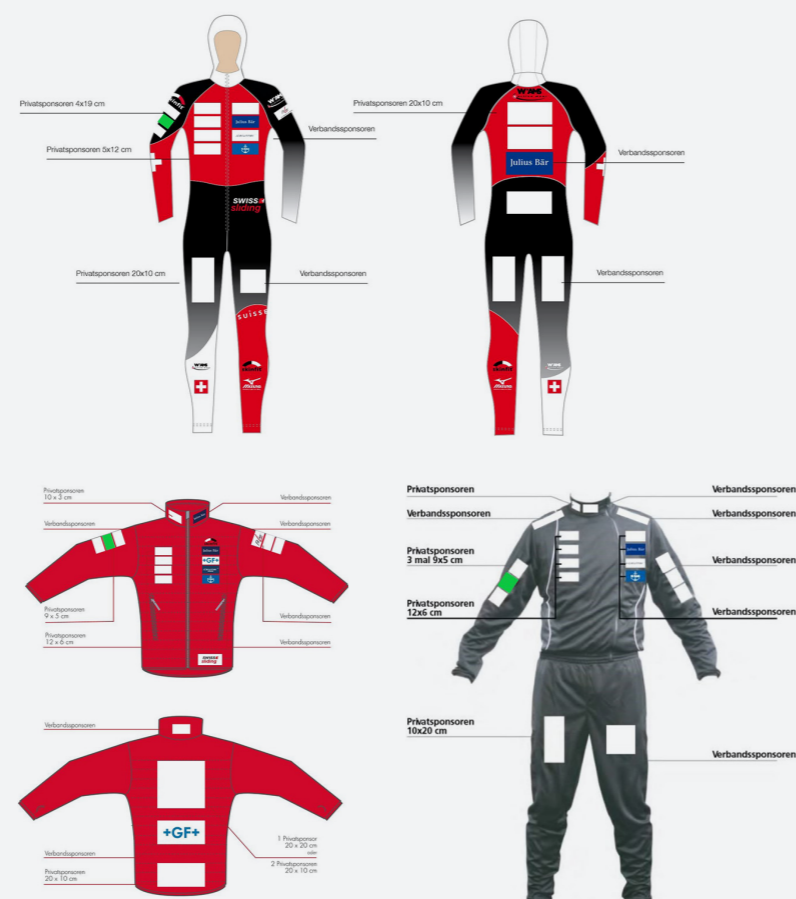 Privatsponsoren 4x19 cm
Privatsponsoren 5x12 cm
Verbandssponsoren
Julius Bär
SWISS
sliding
Privatsponsoren 20x10 cm
Verbandssponsoren
suisse
Privatsponsoren 20x10 cm
Verbandssponsoren
Julius Bär
Verbandssponsoren
Privatsponsoren
10 x 3 cm
Verbandssponsoren
Verbandssponsoren
Verbandssponsoren
Julius Bär
+GF+
Privatsponsoren
9 x 5 cm
Verbandssponsoren
Privatsponsoren
12 x 6 cm
Verbandssponsoren
swiss
sliding
Verbandssponsoren
+GF+
1 Privatsponsor
20 x 20 cm
oder
2 Privatsponsoren
20 x 10 cm
Verbandssponsoren
Privatsponsoren
20 x 10 cm
Privatsponsoren
Verbandssponsoren
Verbandssponsoren
Verbandssponsoren
Privatsponsoren
3 mal 9x5 cm
Julius Bär
Verbandssponsoren
Privatsponsoren
12x6 cm
Verbandssponsoren
Privatsponsoren
10x20 cm
Verbandssponsoren